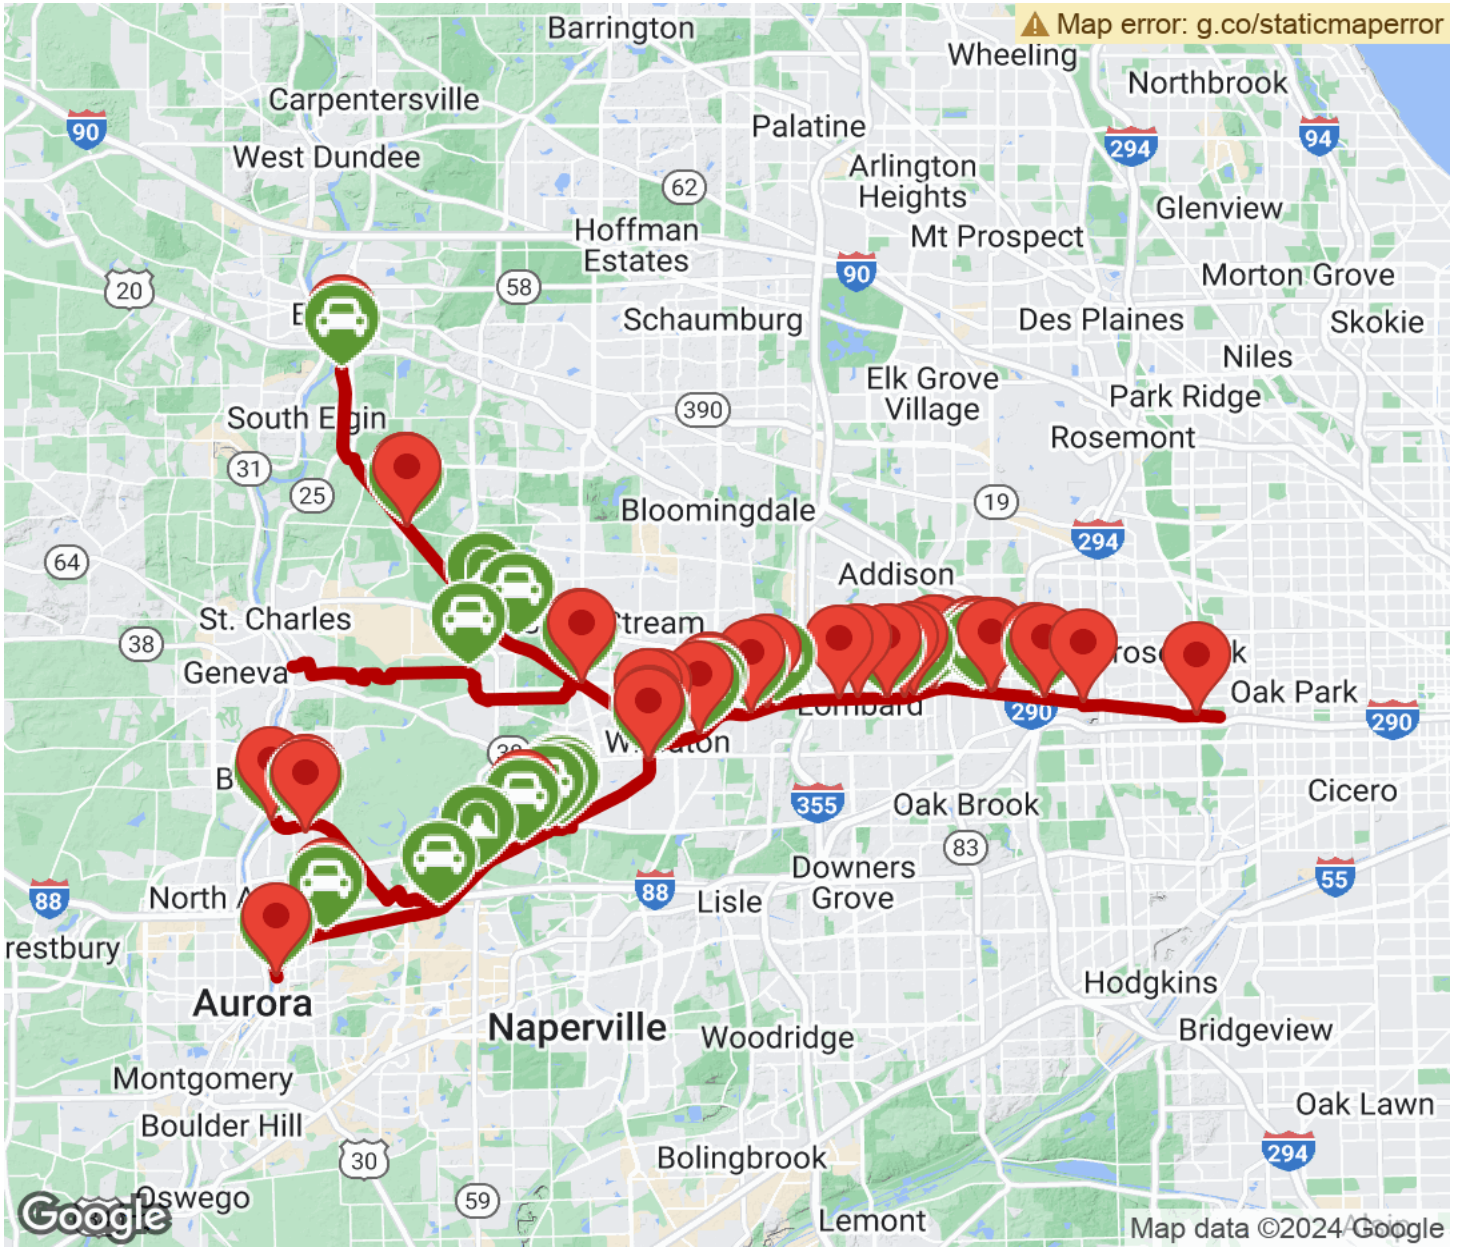 Barrington
Map error: g.co/staticmaperror
Wheeling
Northbrook
Carpentersville
90
Palatine
294
94
West Dundee
Arlington
Heights
62
Glenview
Hoffman
Estates
Mt Prospect
90
Morton Grove
20
58
E
Schaumburg
Des Plaines
Skokie
Niles
Elk Grove
Village
Park Ridge
390
South Elgin
Rosemont
31
25
Bloomingdale
19
294
64
Addison
St. Charles
Stream
38
Geneva
Oak Park
290
290
Lombard
B
Cicero
355
Oak Brook
83
Downers
Grove
55
88
North A
88
Lisle
restbury
Hodgkins
Aurora
Naperville
Woodridge
Bridgeview
Montgomery
Oak Lawn
Boulder Hill
30
Bolingbrook
294
59
Oswego
Google
Lemont
Alsip
Map data ©2024 Google